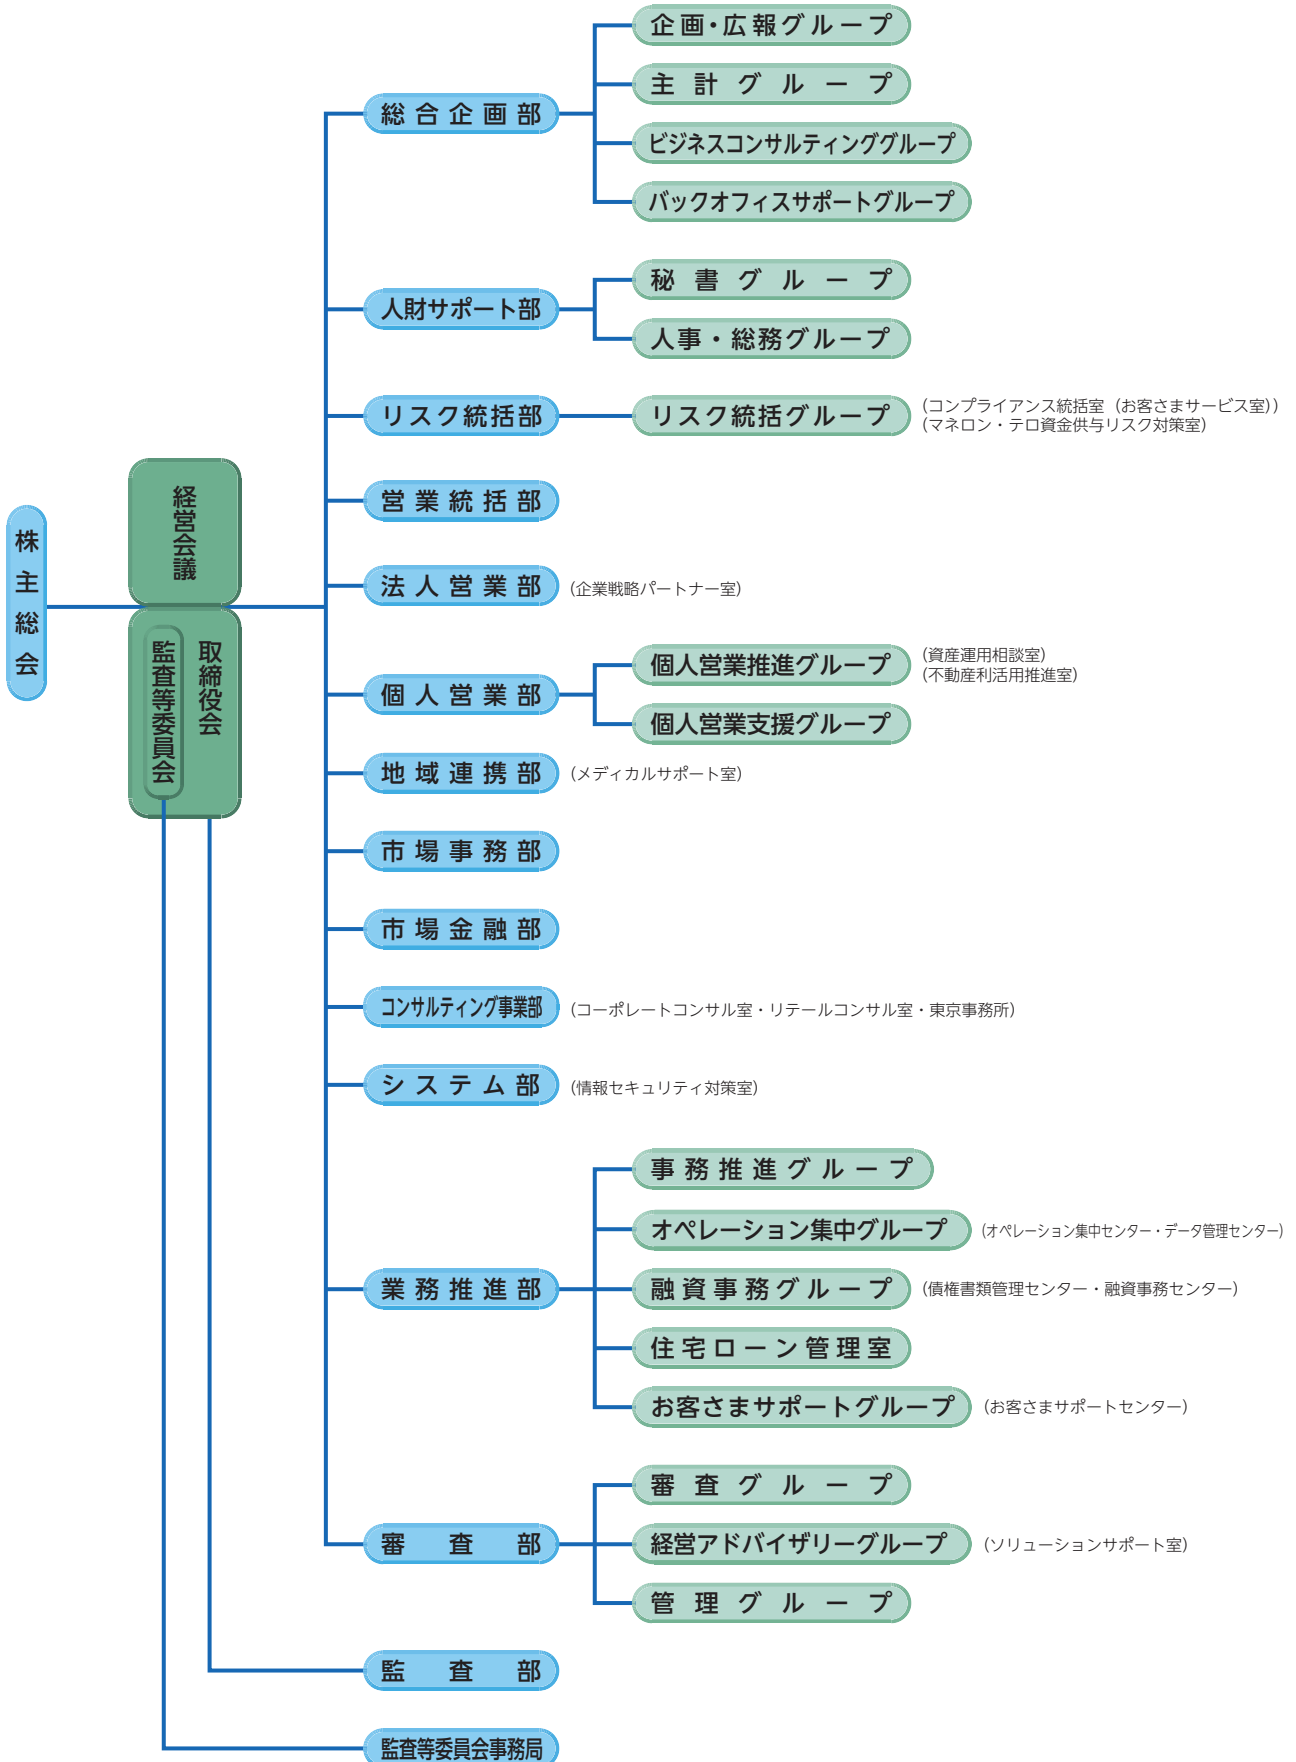 株主総会
経営会議
取締役会
監査等委員会
総合企画部
企画・広報グループ
主計グループ
ビジネスコンサルティンググループ
バックオフィスサポートグループ
人財サポート部
秘書グループ
人事・総務グループ
リスク統括部
リスク統括グループ
(コンプライアンス統括室(お客さまサービス室))
(マネロン・テロ資金供与リスク対策室)
営業統括部
法人営業部
(企業戦略パートナー室)
個人営業部
個人営業推進グループ
(資産運用相談室)
(不動産利活用推進室)
個人営業支援グループ
地域連携部
(メディカルサポート室)
市場事務部
市場金融部
コンサルティング事業部
(コーポレートコンサル室・リテールコンサル室・東京事務所)
システム部
(情報セキュリティ対策室)
業務推進部
事務推進グループ
オペレーション集中グループ
(オペレーション集中センター・データ管理センター)
融資事務グループ
(債権書類管理センター・融資事務センター)
住宅ローン管理室
お客さまサポートグループ
(お客さまサポートセンター)
審査部
審査グループ
経営アドバイザリーグループ
(ソリューションサポート室)
管理グループ
監査部
監査等委員会事務局